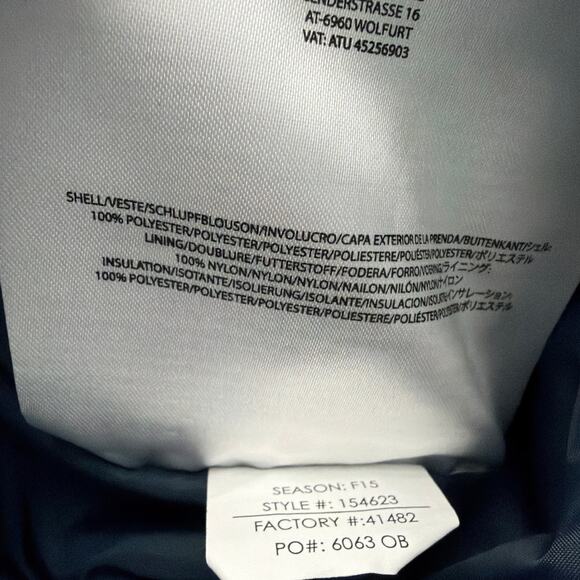 SENDERSTRASSE 16
AT-6960 WOLFURT
VAT: ATU 45256903
SHELL/VESTE/SCHLUPFBLOUSON/INVOLUCRO/CAPA EXTERIOR DE LA PRENDA/BUITENKANT/シェル:
100% POLYESTER/POLYESTER/POLYESTER/POLIESTERE/POLIÉSTER/POLYESTER/ポリエステル
LINING/DOUBLURE/FUTTERSTOFF/FODERA/FORRO/VOERING/ライニング:
100% NYLON/NYLON/NYLON/NAILON/NILÓN/NYLON/ナイロン
INSULATION/ISOTANTE/ISOLIERUNG/ISOLANTE/INSULACION/ISOLATIE/インサレーション:
100% POLYESTER/POLYESTER/POLYESTER/POLIESTERE/POLIÉSTER/POLYESTER/ポリエステル
SEASON: F15
STYLE #: 154623
FACTORY #:41482
PO#: 6063 OB